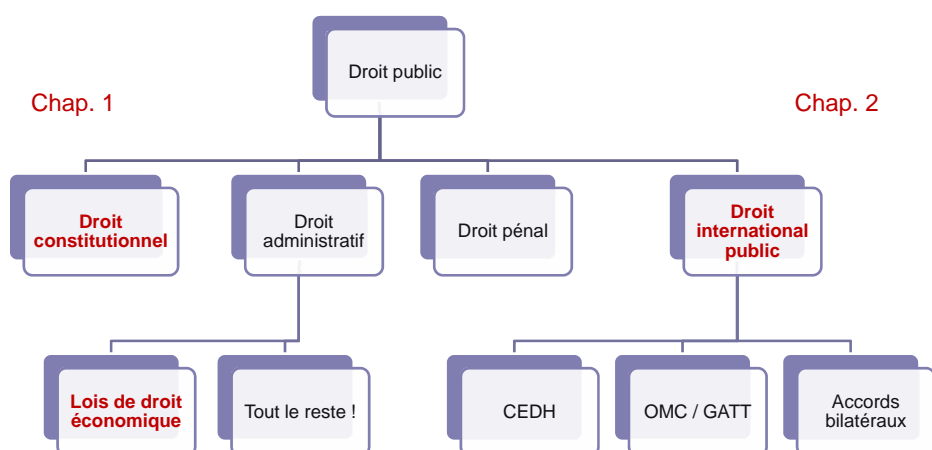 Droit public
Chap. 1
Chap. 2
Droit
constitutionnel
Droit
administratif
Droit pénal
Droit
international
public
Lois de droit
économique
Tout le reste !
CEDH
OMC / GATT
Accords
bilatéraux